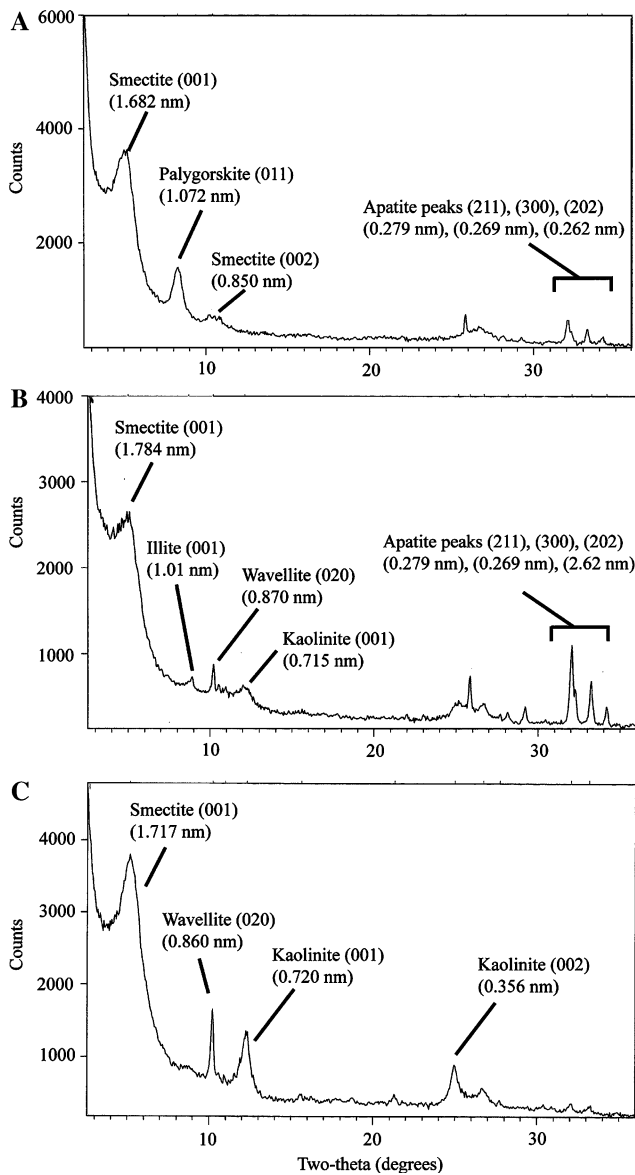 A
6000
4000
2000
Counts
Smectite (001)
(1.682 nm)
Palygorskite (011)
(1.072 nm)
Smectite (002)
(0.850 nm)
Apatite peaks (211), (300), (202)
(0.279 nm), (0.269 nm), (0.262 nm)
10
20
30
B
4000
3000
2000
1000
Counts
Smectite (001)
(1.784 nm)
Illite (001)
(1.01 nm)
Wavellite (020)
(0.870 nm)
Kaolinite (001)
(0.715 nm)
Apatite peaks (211), (300), (202)
(0.279 nm), (0.269 nm), (2.62 nm)
10
20
30
C
4000
3000
2000
1000
Counts
Smectite (001)
(1.717 nm)
Wavellite (020)
(0.860 nm)
Kaolinite (001)
(0.720 nm)
Kaolinite (002)
(0.356 nm)
10
20
30
Two-theta (degrees)